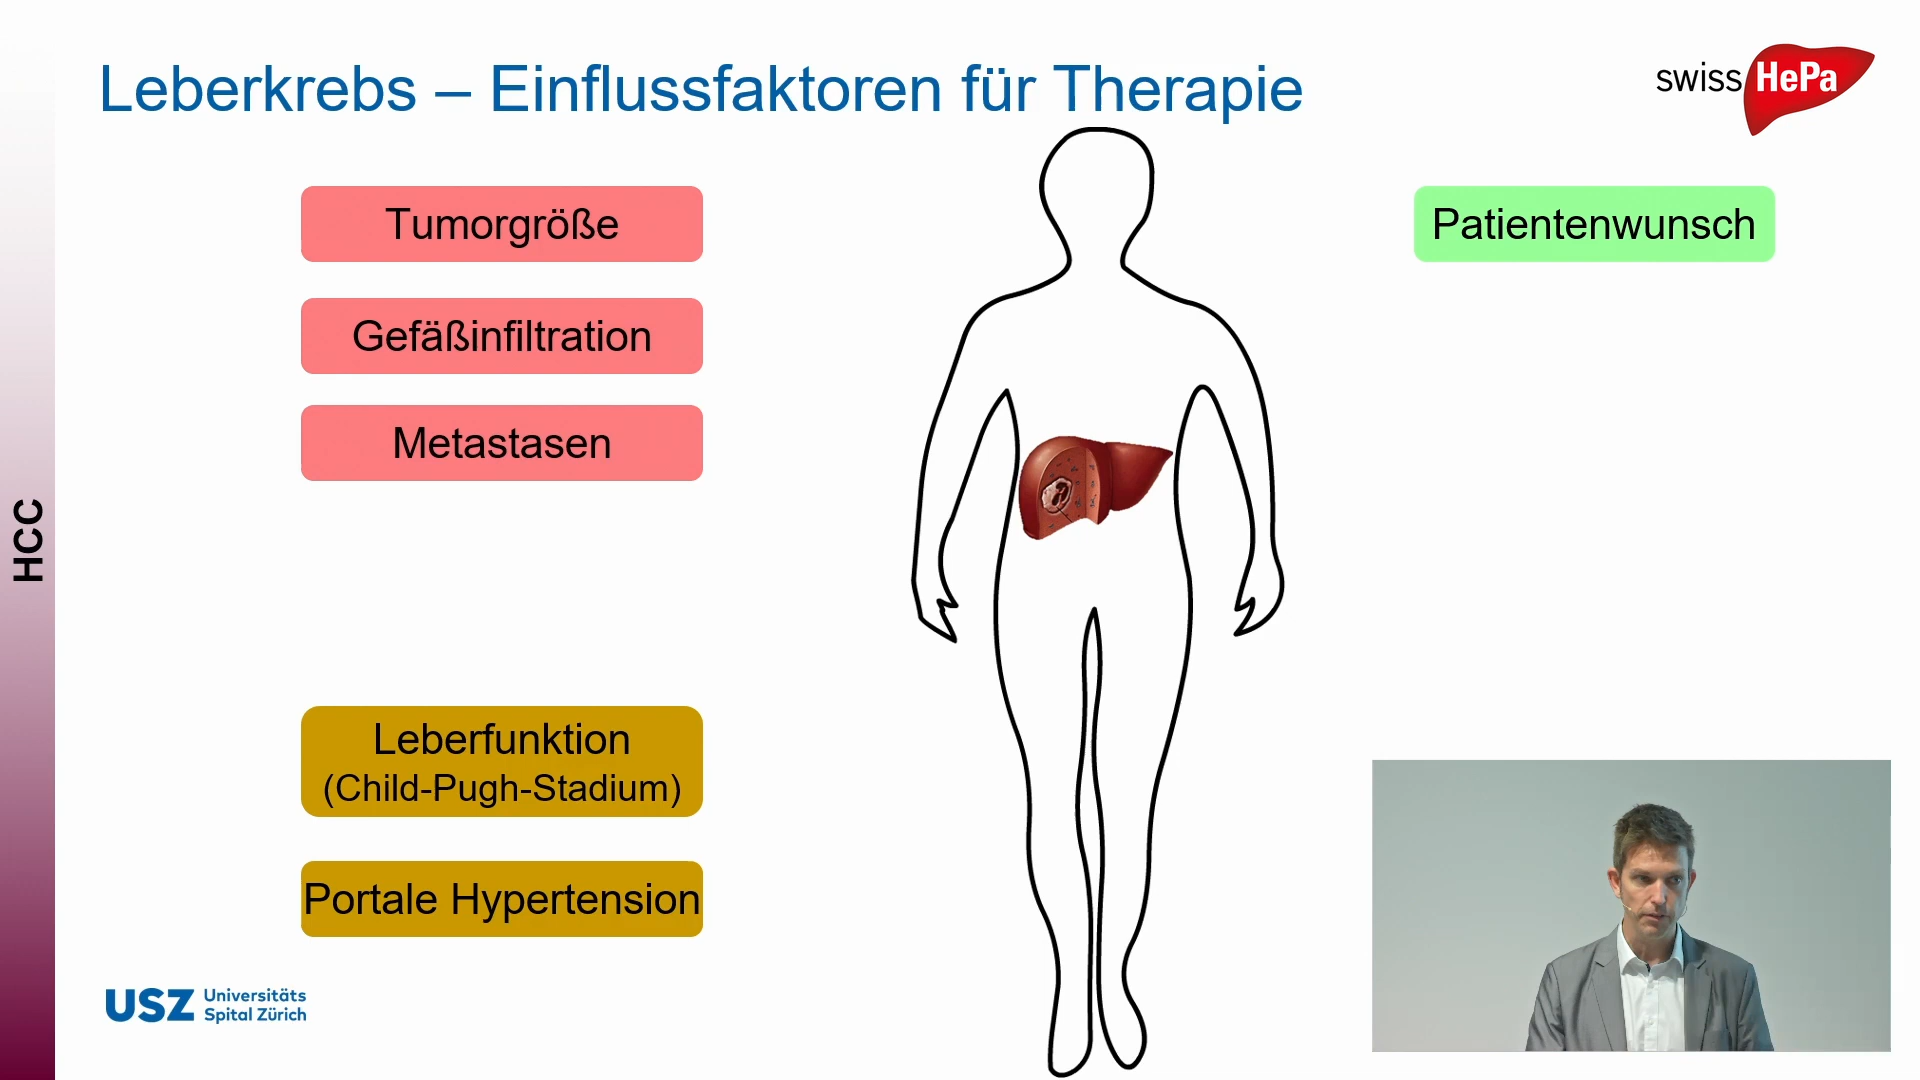 Leberkrebs – Einflussfaktoren für Therapie
swiss HePa
Tumorgröße
Patientenwunsch
Gefäßinfiltration
Metastasen
HCC
Leberfunktion
(Child-Pugh-Stadium)
Portale Hypertension
USZ Universitäts
Spital Zürich